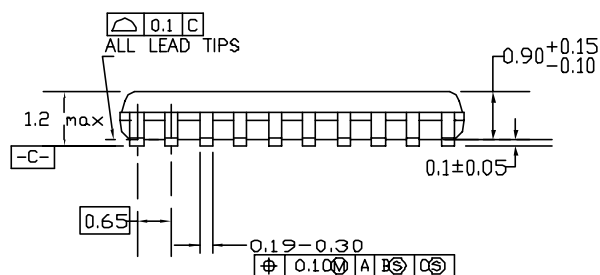 ⌓ 0.1 C
ALL LEAD TIPS
0.90 +0.15
-0.10
1.2 max
-C-
0.1±0.05
0.65
0.19-0.30
⌖ 0.10Ⓜ A BⓈ CⓈ